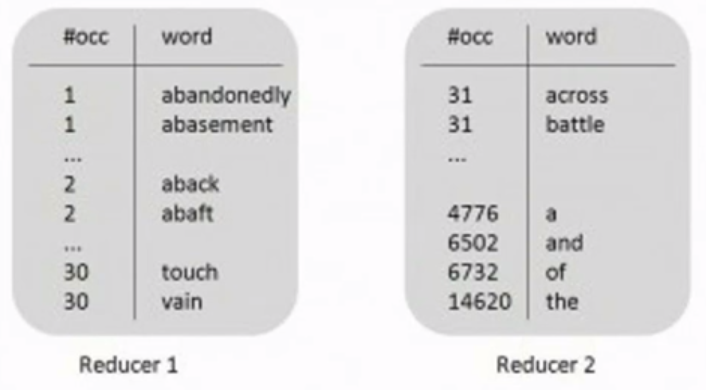 #occ word
1 abandonedly
1 abasement
...
2 aback
2 abaft
...
30 touch
30 vain
Reducer 1
#occ word
31 across
31 battle
...
4776 a
6502 and
6732 of
14620 the
Reducer 2